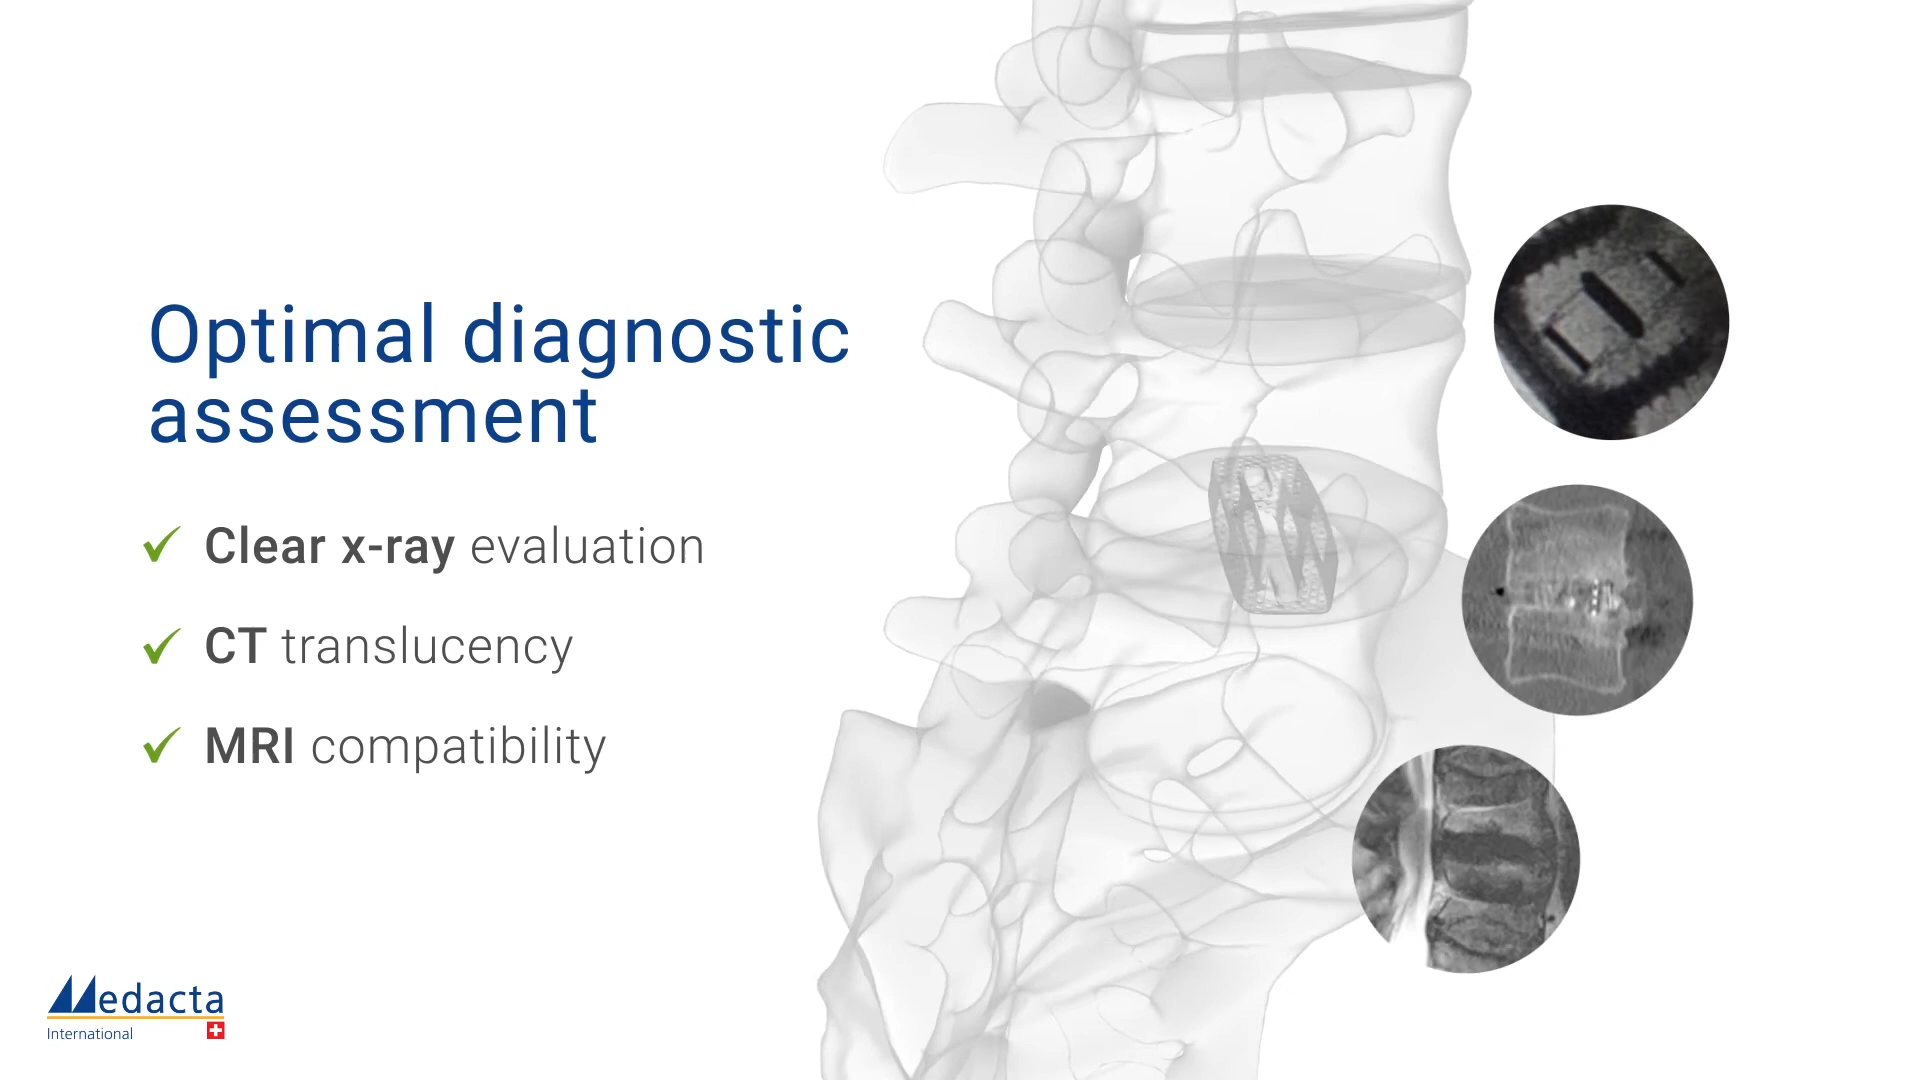 Optimal diagnostic
assessment
Clear x-ray evaluation
CT translucency
MRI compatibility
Medacta
International